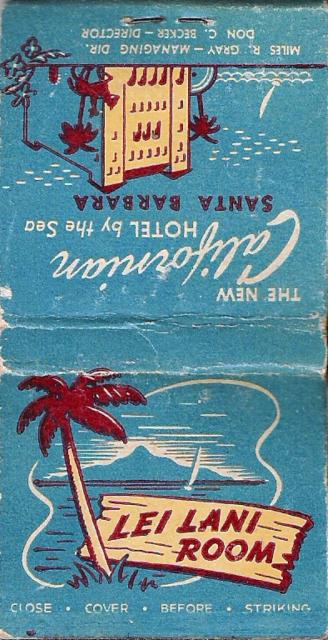 THE NEW
Californian
HOTEL by the Sea
SANTA BARBARA
MILES R. GRAY — MANAGING DIR.
DON C. BECKER — DIRECTOR
LEI LANI
ROOM
CLOSE • COVER • BEFORE • STRIKING